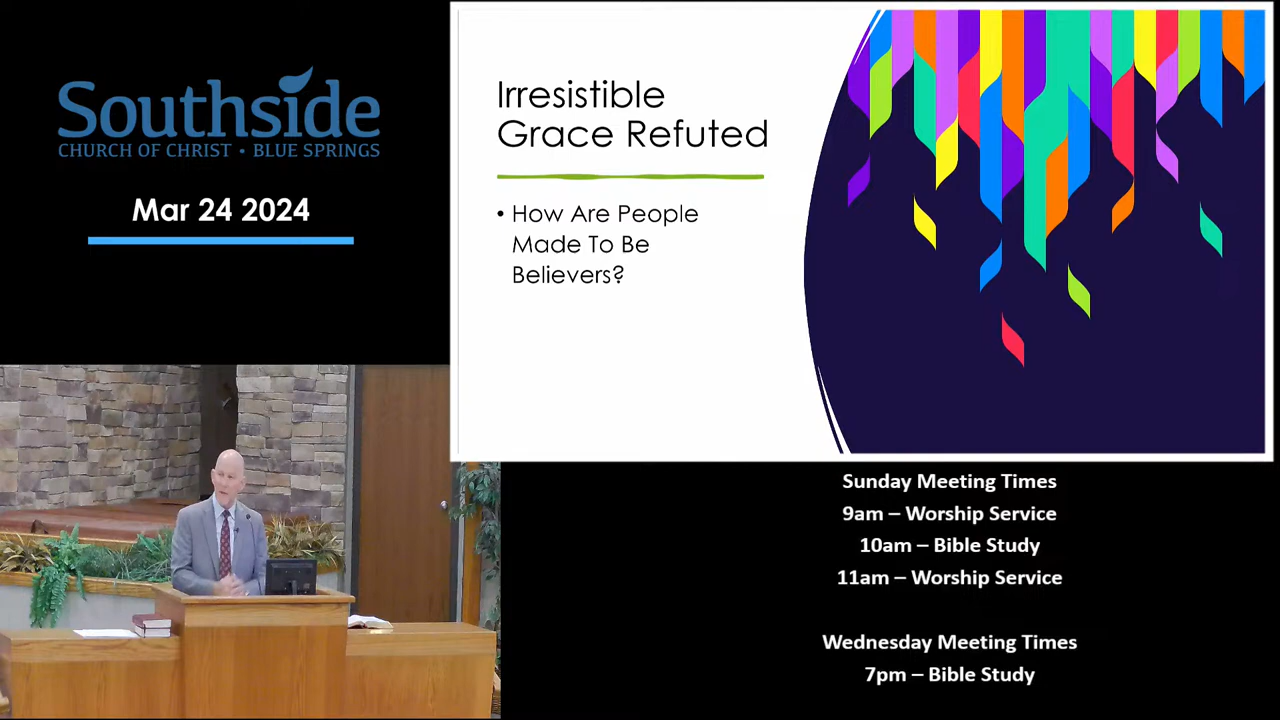 Southside
CHURCH OF CHRIST • BLUE SPRINGS
Mar 24 2024
Irresistible
Grace Refuted
• How Are People
Made To Be
Believers?
Sunday Meeting Times
9am – Worship Service
10am – Bible Study
11am – Worship Service
Wednesday Meeting Times
7pm – Bible Study